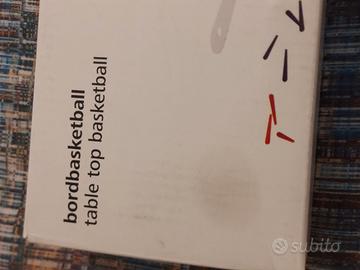 bordbasketball
table top basketball
subito